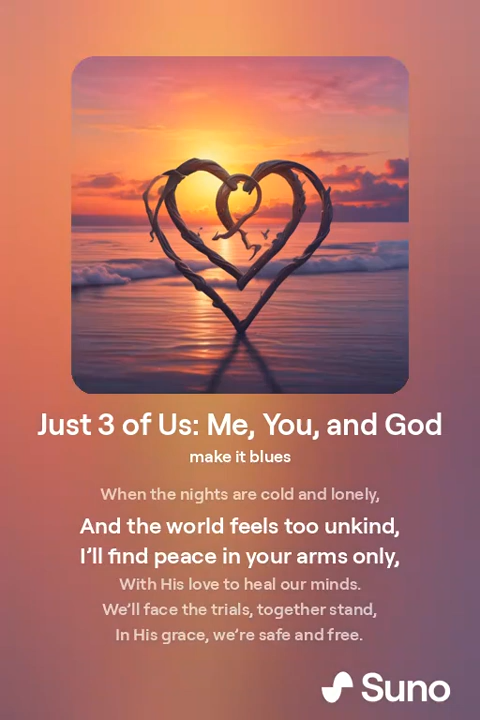 Just 3 of Us: Me, You, and God
make it blues
When the nights are cold and lonely,
And the world feels too unkind,
I'll find peace in your arms only,
With His love to heal our minds.
We'll face the trials, together stand,
In His grace, we're safe and free.
Suno